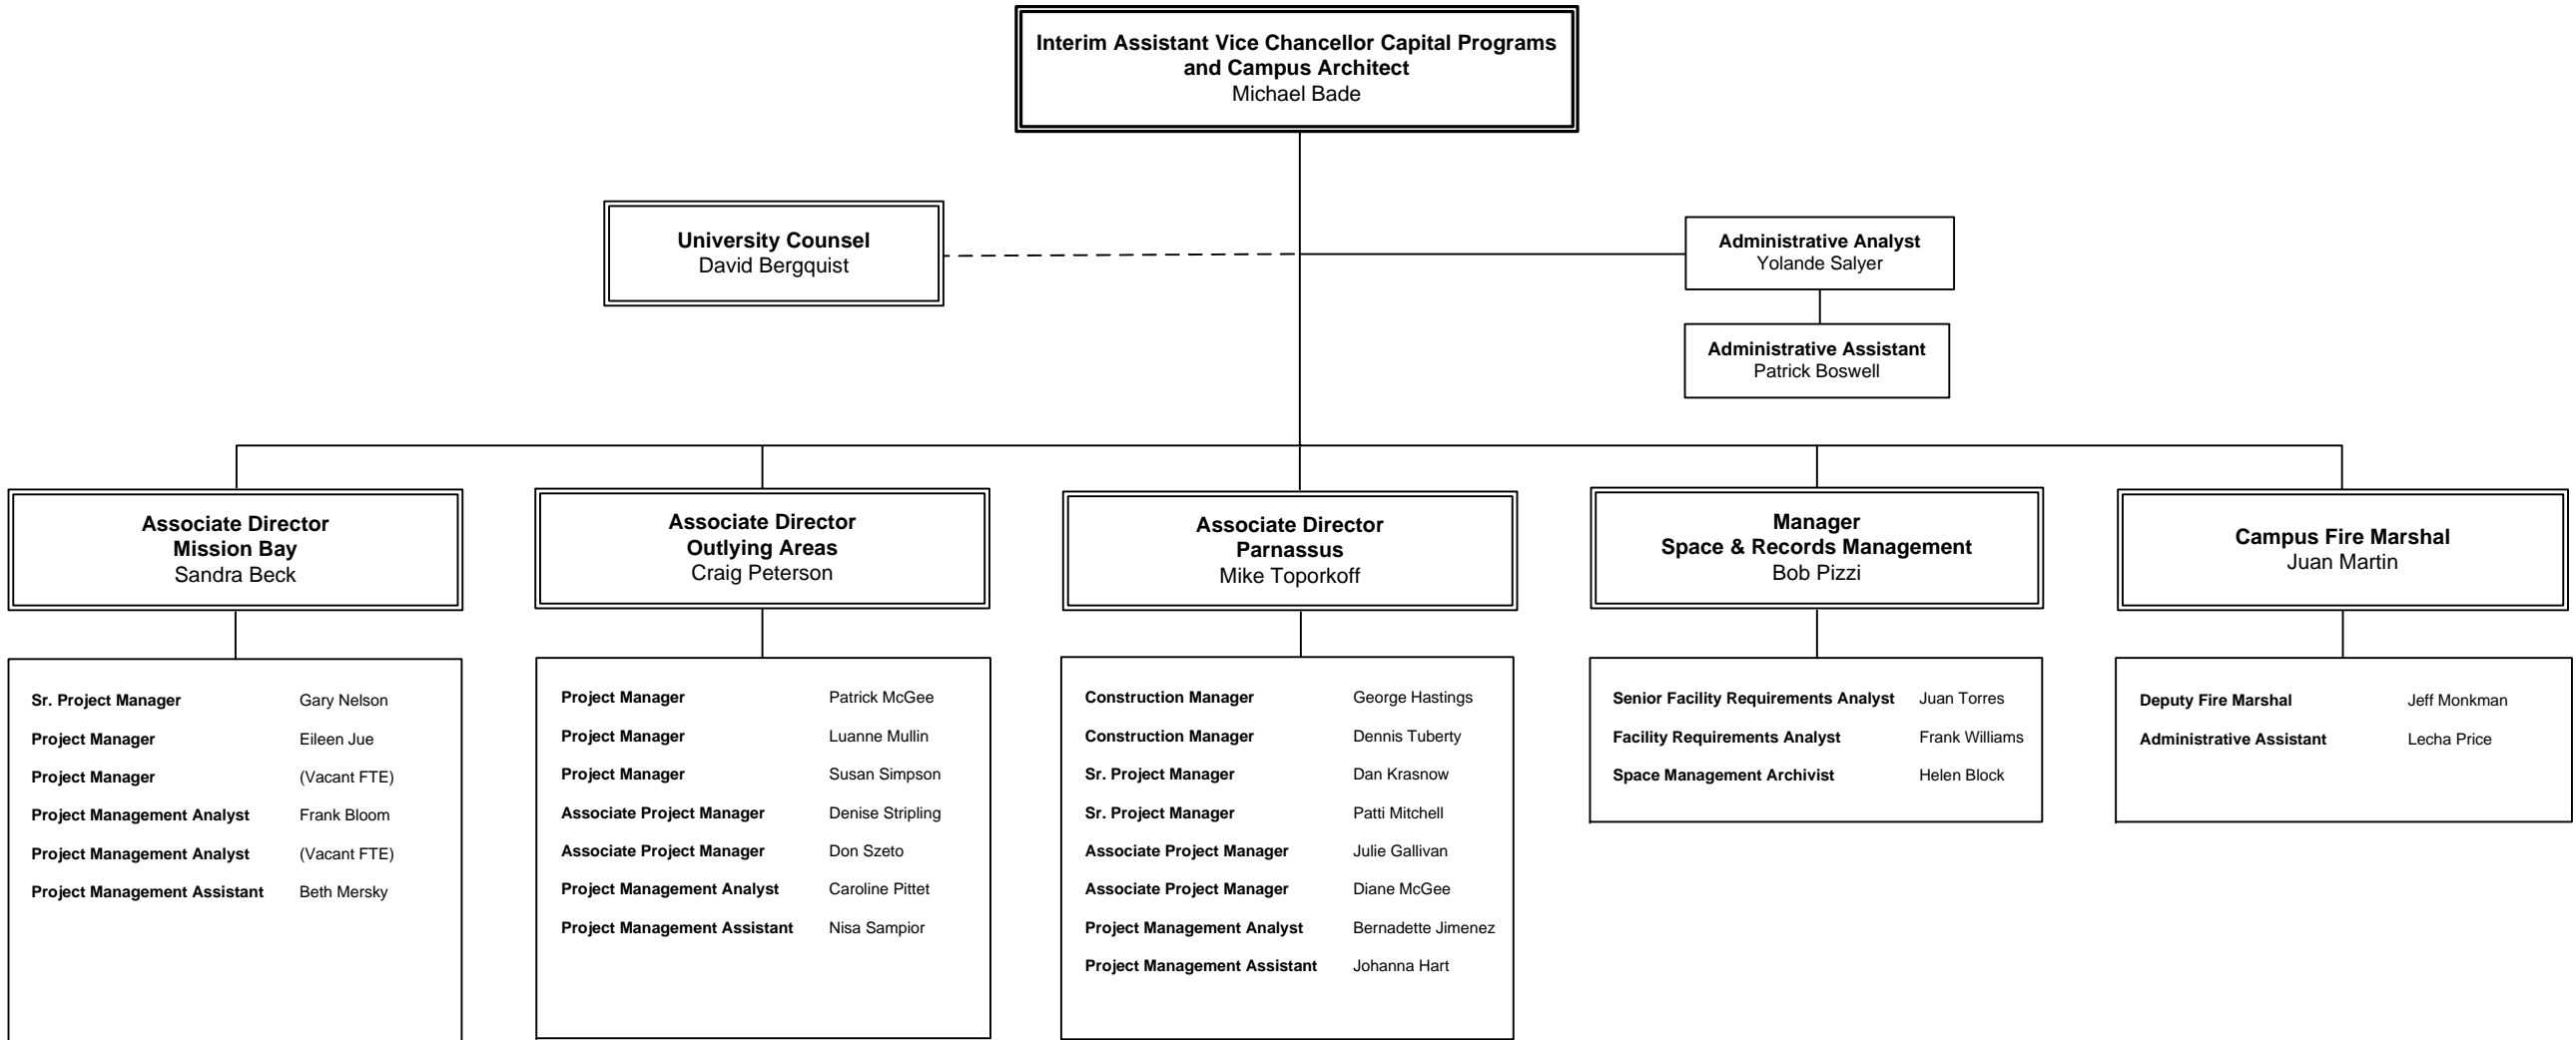 Interim Assistant Vice Chancellor Capital Programs
and Campus Architect
Michael Bade
University Counsel
David Bergquist
Administrative Analyst
Yolande Salyer
Administrative Assistant
Patrick Boswell
Associate Director
Mission Bay
Sandra Beck
Associate Director
Outlying Areas
Craig Peterson
Associate Director
Parnassus
Mike Toporkoff
Manager
Space & Records Management
Bob Pizzi
Campus Fire Marshal
Juan Martin
Sr. Project Manager Gary Nelson
Project Manager Eileen Jue
Project Manager (Vacant FTE)
Project Management Analyst Frank Bloom
Project Management Analyst (Vacant FTE)
Project Management Assistant Beth Mersky
Project Manager Patrick McGee
Project Manager Luanne Mullin
Project Manager Susan Simpson
Associate Project Manager Denise Stripling
Associate Project Manager Don Szeto
Project Management Analyst Caroline Pittet
Project Management Assistant Nisa Sampior
Construction Manager George Hastings
Construction Manager Dennis Tuberty
Sr. Project Manager Dan Krasnow
Sr. Project Manager Patti Mitchell
Associate Project Manager Julie Gallivan
Associate Project Manager Diane McGee
Project Management Analyst Bernadette Jimenez
Project Management Assistant Johanna Hart
Senior Facility Requirements Analyst Juan Torres
Facility Requirements Analyst Frank Williams
Space Management Archivist Helen Block
Deputy Fire Marshal Jeff Monkman
Administrative Assistant Lecha Price